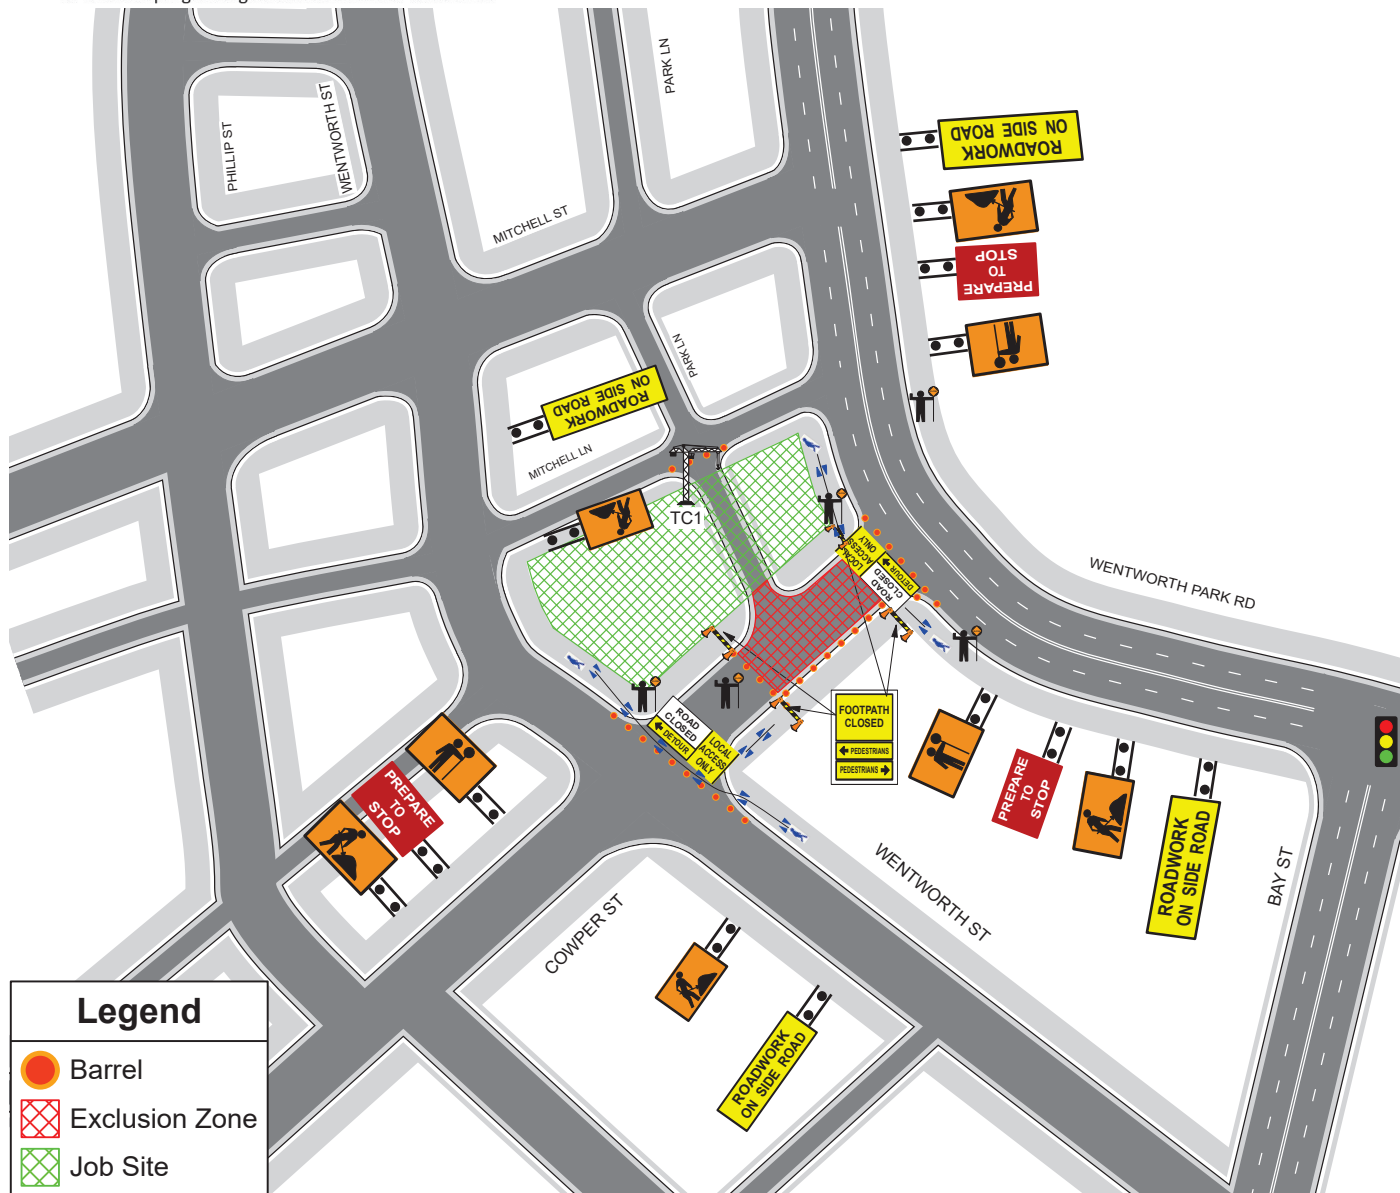 PHILLIP ST
WENTWORTH ST
PARK LN
MITCHELL ST
ROADWORK
ON SIDE ROAD
PREPARE
TO
STOP
PARK LN
ROADWORK
ON SIDE ROAD
MITCHELL LN
TC1
LOCAL
ACCESS
ONLY
ROAD
CLOSED
DETOUR
WENTWORTH PARK RD
ROAD
CLOSED
DETOUR
LOCAL
ACCESS
ONLY
FOOTPATH
CLOSED
PEDESTRIANS
PEDESTRIANS
PREPARE
TO
STOP
PREPARE
TO
STOP
ROADWORK
ON SIDE ROAD
BAY ST
WENTWORTH ST
COWPER ST
ROADWORK
ON SIDE ROAD
Legend
Barrel
Exclusion Zone
Job Site